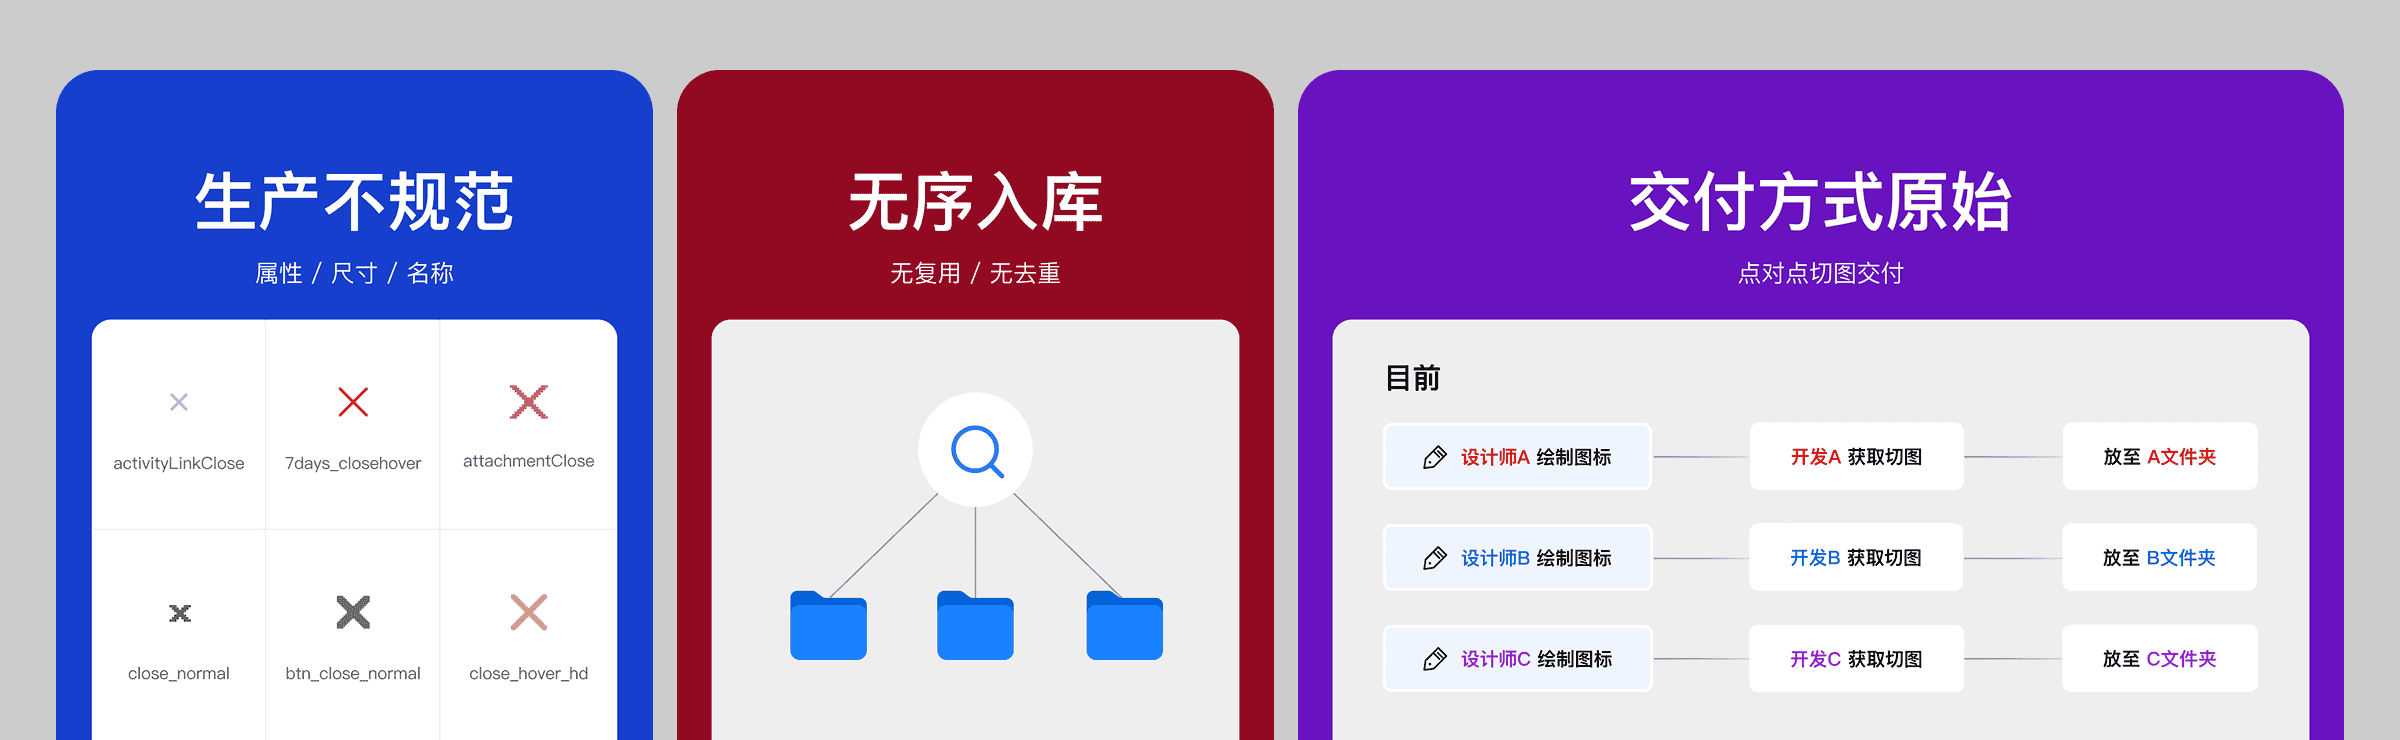 生产不规范
属性 / 尺寸 / 名称
activityLinkClose
7days_closehover
attachmentClose
close_normal
btn_close_normal
close_hover_hd
无序入库
无复用 / 无去重
交付方式原始
点对点切图交付
目前
设计师A 绘制图标
开发A 获取切图
放至 A文件夹
设计师B 绘制图标
开发B 获取切图
放至 B文件夹
设计师C 绘制图标
开发C 获取切图
放至 C文件夹